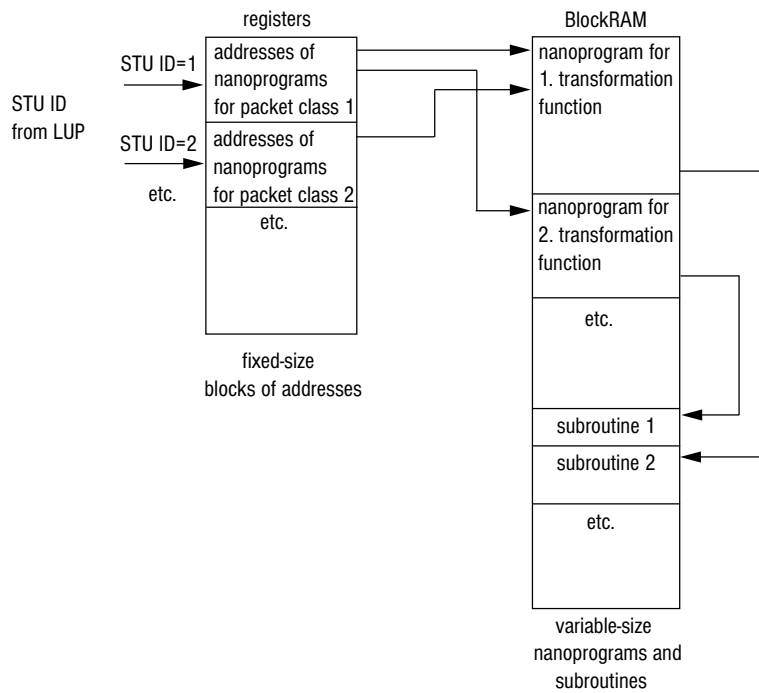 registers
BlockRAM
STU ID
from LUP
STU ID=1
STU ID=2
etc.
addresses of
nanoprograms
for packet class 1
addresses of
nanoprograms
for packet class 2
etc.
fixed-size
blocks of addresses
nanoprogram for
1. transformation
function
nanoprogram for
2. transformation
function
etc.
subroutine 1
subroutine 2
etc.
variable-size
nanoprograms and
subroutines